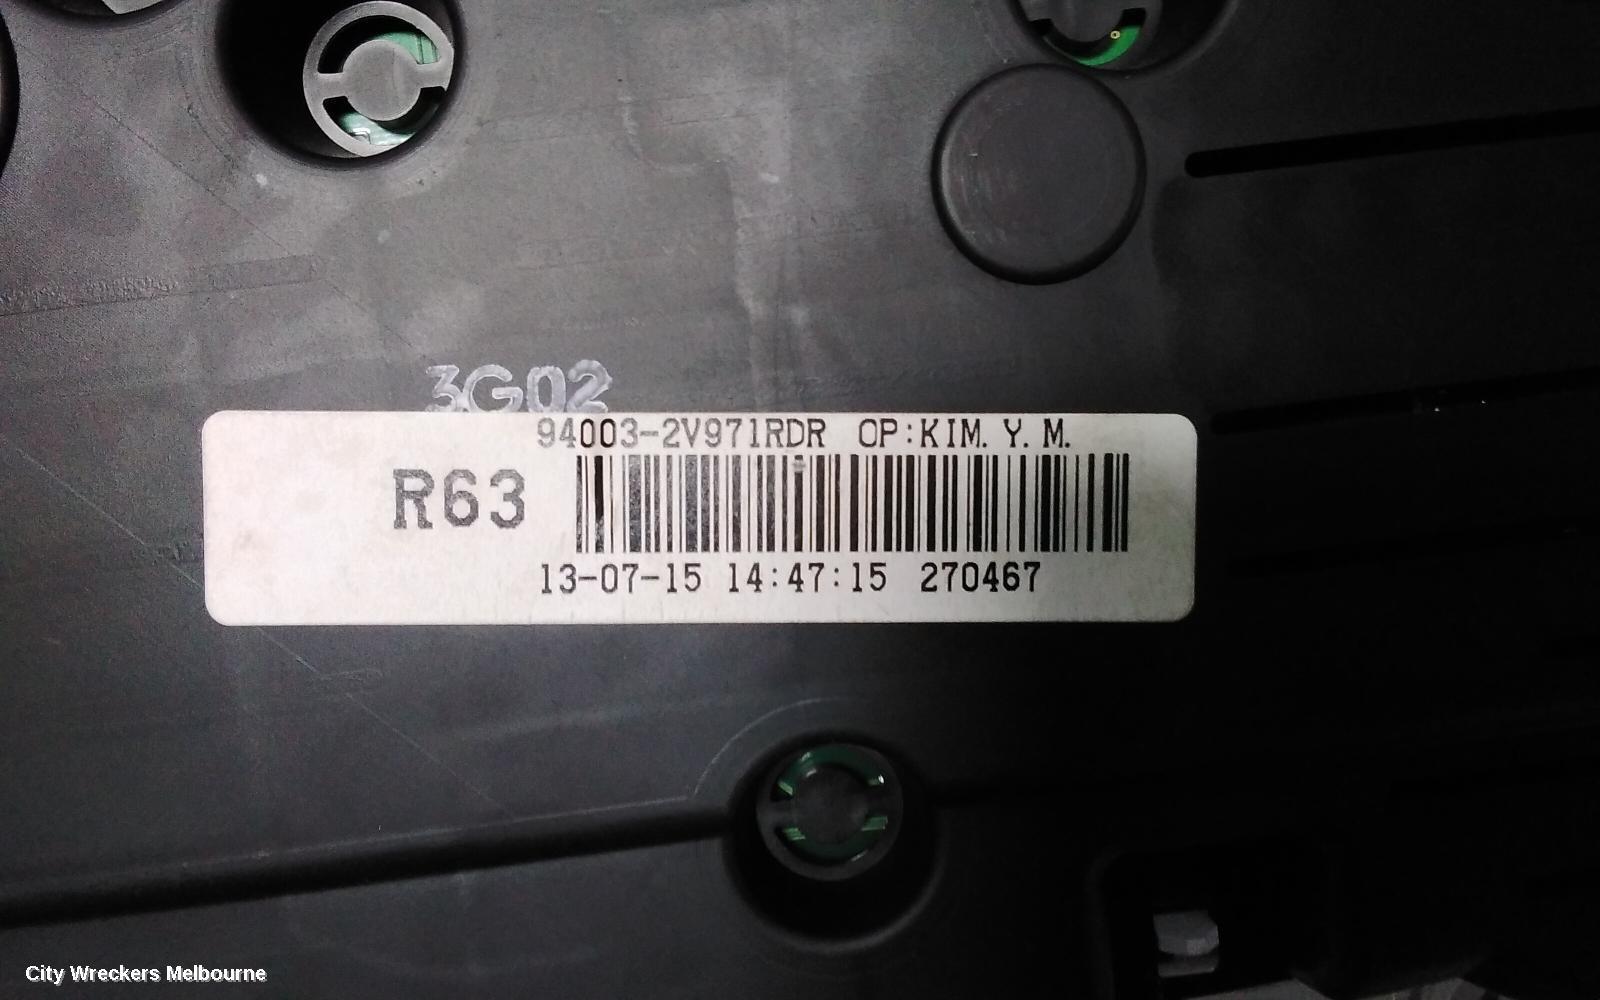 3G02
94003-2V971RDR OP:KIM. Y. M.
R63
13-07-15 14:47:15 270467
City Wreckers Melbourne